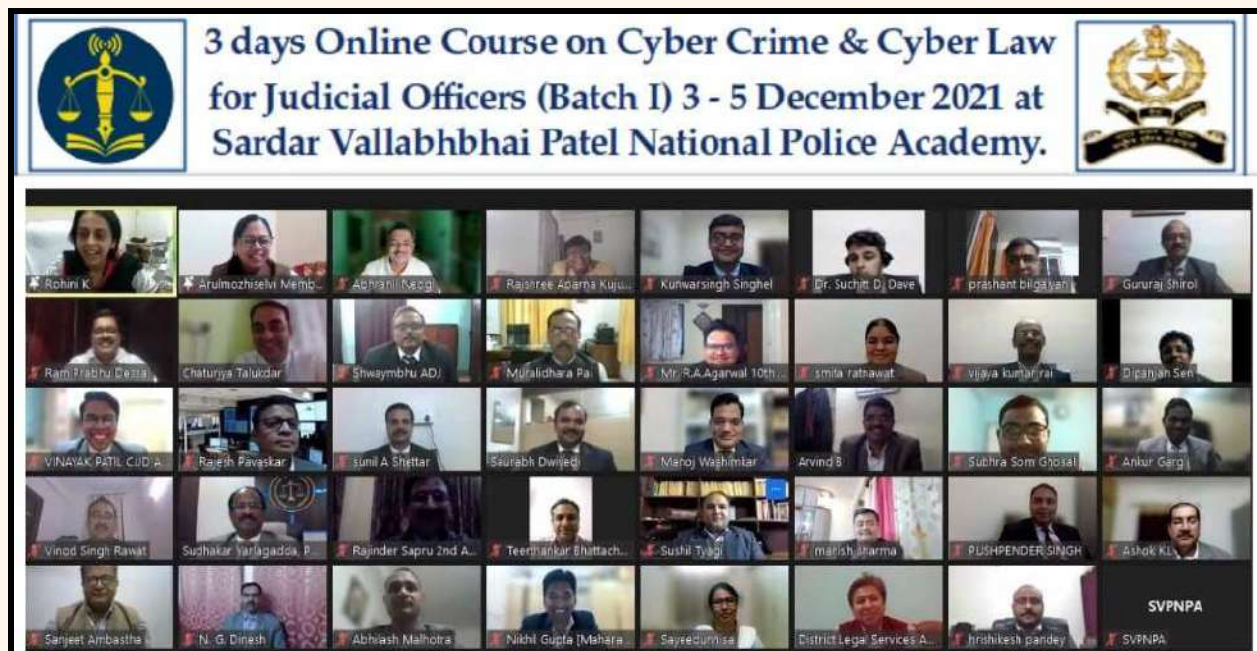 3 days Online Course on Cyber Crime & Cyber Law
for Judicial Officers (Batch I) 3 - 5 December 2021 at
Sardar Vallabhbhai Patel National Police Academy.
Rohini K
Arulmozhiselvi Memb...
Abhranil Neogi
Rajshree Aparna Kuju...
Kunwarsingh Singhel
Dr. Suchitt D. Dave
prashant bilgaiyan
Gururaj Shirol
Ram Prabhu Dessai
Chaturiya Talukdar
Shwaymbhu ADJ
Muralidhara Pai
Mr. R.A.Agarwal 10th...
smita ratnawat
vijaya kumar rai
Dipanjan Sen
VINAYAK PATIL CJJD A...
Rajesh Pavaskar
sunil A Shettar
Saurabh Dwivedi
Manoj Washimkar
Arvind B
Subhra Som Ghosal
Ankur Garg
Vinod Singh Rawat
Sudhakar Yarlagadda, P...
Rajinder Sapru 2nd A...
Teerthankar Bhattach...
Sushil Tyagi
manish sharma
PUSHPENDER SINGH
Ashok KL
Sanjeet Ambastha
N. G. Dinesh
Abhilash Malhotra
Nikhil Gupta [Mahara...
Sayeedunnisa
District Legal Services A...
hrishikesh pandey
SVPNPA
SVPNPA